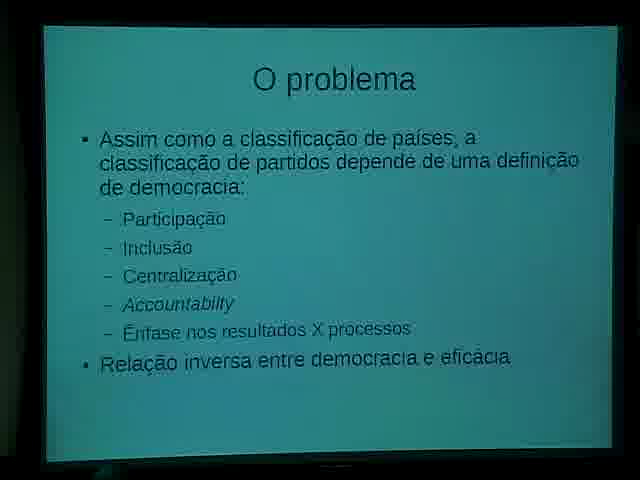 O problema
▪ Assim como a classificação de países, a
classificação de partidos depende de uma definição
de democracia:
– Participação
– Inclusão
– Centralização
– Accountabilty
– Ênfase nos resultados X processos
▪ Relação inversa entre democracia e eficácia